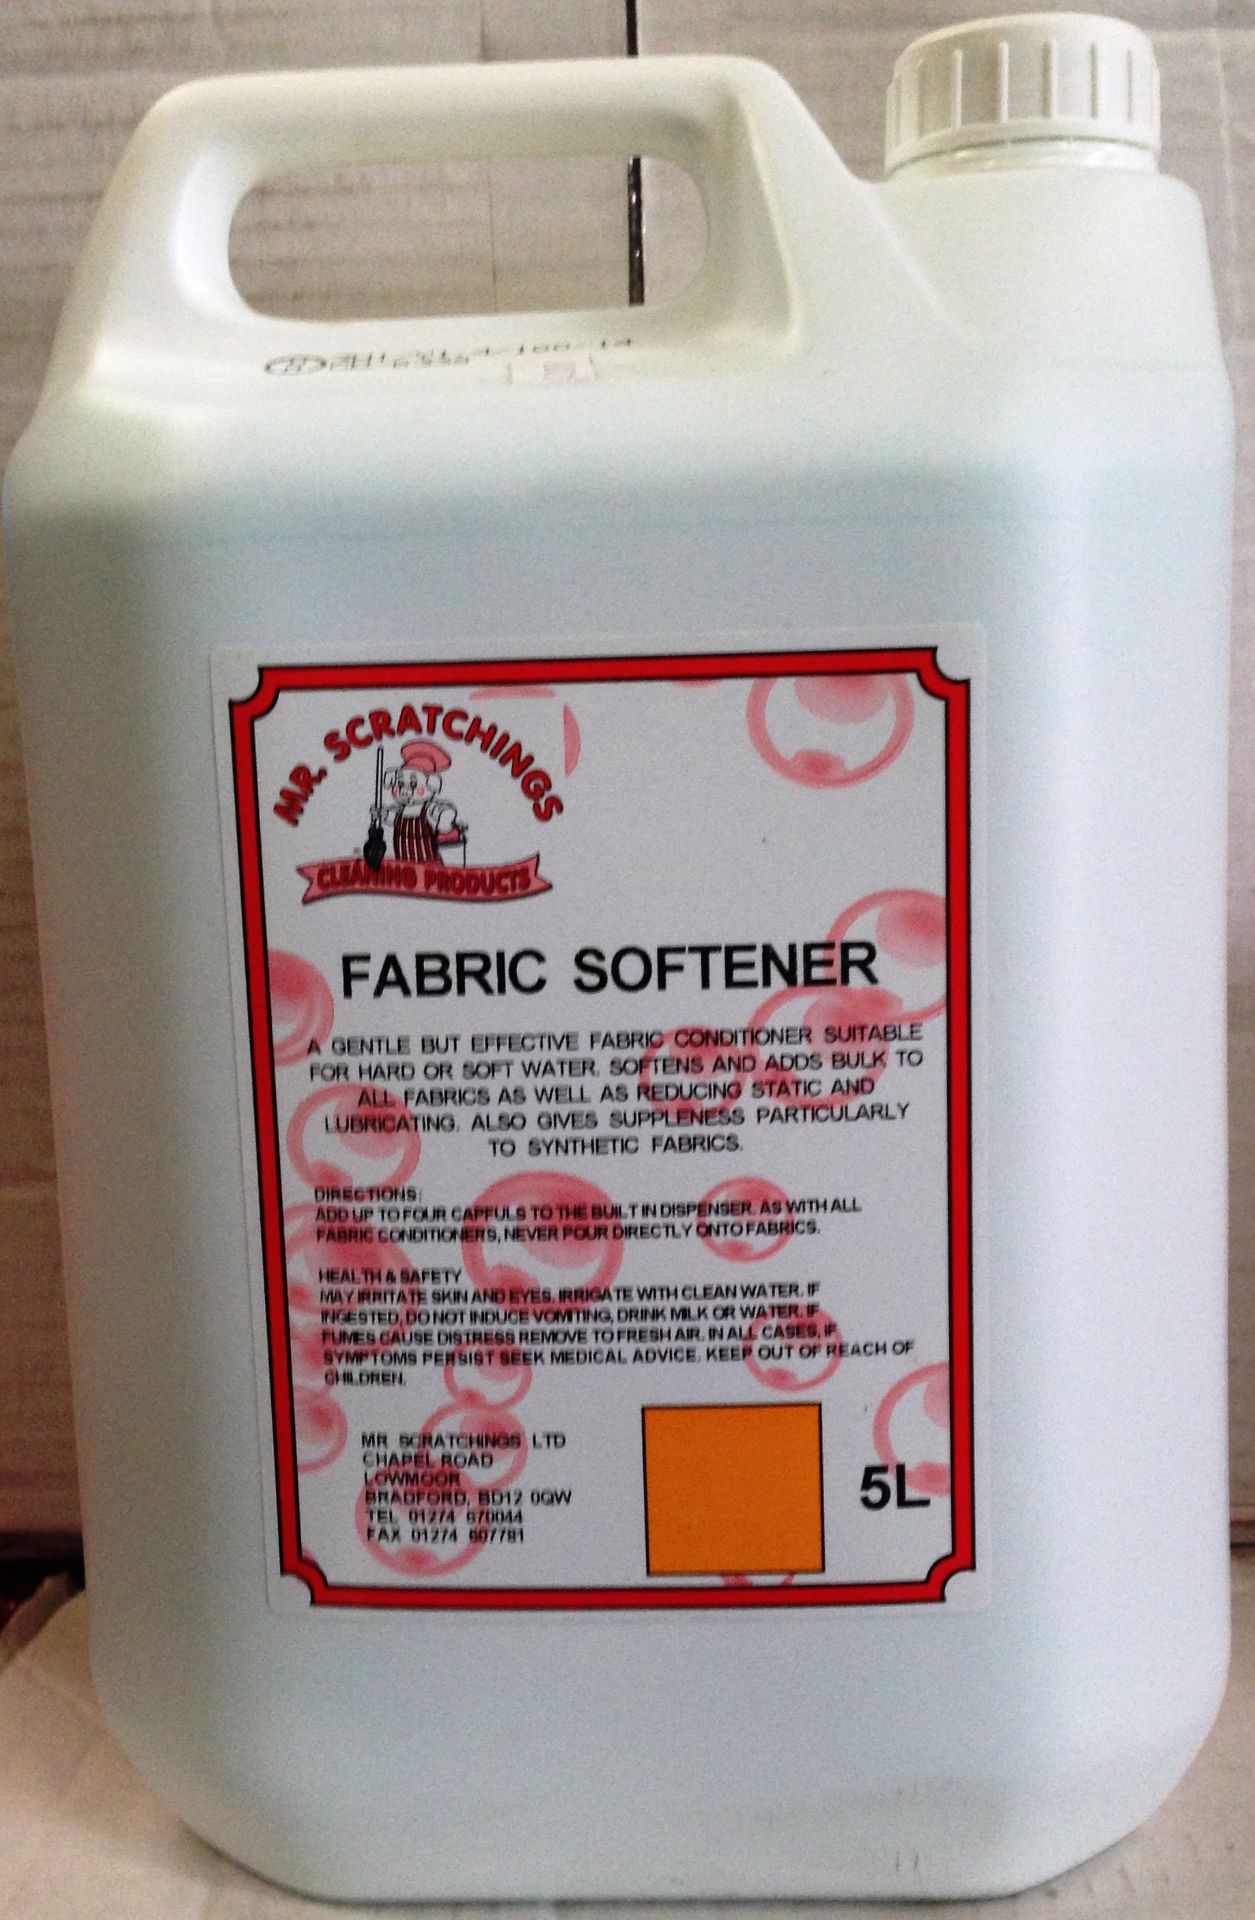 MR. SCRATCHINGS
CLEANING PRODUCTS
FABRIC SOFTENER
A GENTLE BUT EFFECTIVE FABRIC CONDITIONER SUITABLE
FOR HARD OR SOFT WATER. SOFTENS AND ADDS BULK TO
ALL FABRICS AS WELL AS REDUCING STATIC AND
LUBRICATING. ALSO GIVES SUPPLENESS PARTICULARLY
TO SYNTHETIC FABRICS.
DIRECTIONS:
ADD UP TO FOUR CAPFULS TO THE BUILT IN DISPENSER. AS WITH ALL
FABRIC CONDITIONERS, NEVER POUR DIRECTLY ONTO FABRICS.
HEALTH & SAFETY
MAY IRRITATE SKIN AND EYES. IRRIGATE WITH CLEAN WATER. IF
INGESTED, DO NOT INDUCE VOMITING, DRINK MILK OR WATER. IF
FUMES CAUSE DISTRESS REMOVE TO FRESH AIR. IN ALL CASES, IF
SYMPTOMS PERSIST SEEK MEDICAL ADVICE. KEEP OUT OF REACH OF
CHILDREN.
MR SCRATCHINGS LTD
CHAPEL ROAD
LOWMOOR
BRADFORD, BD12 0QW
TEL 01274
FAX 01274
5L